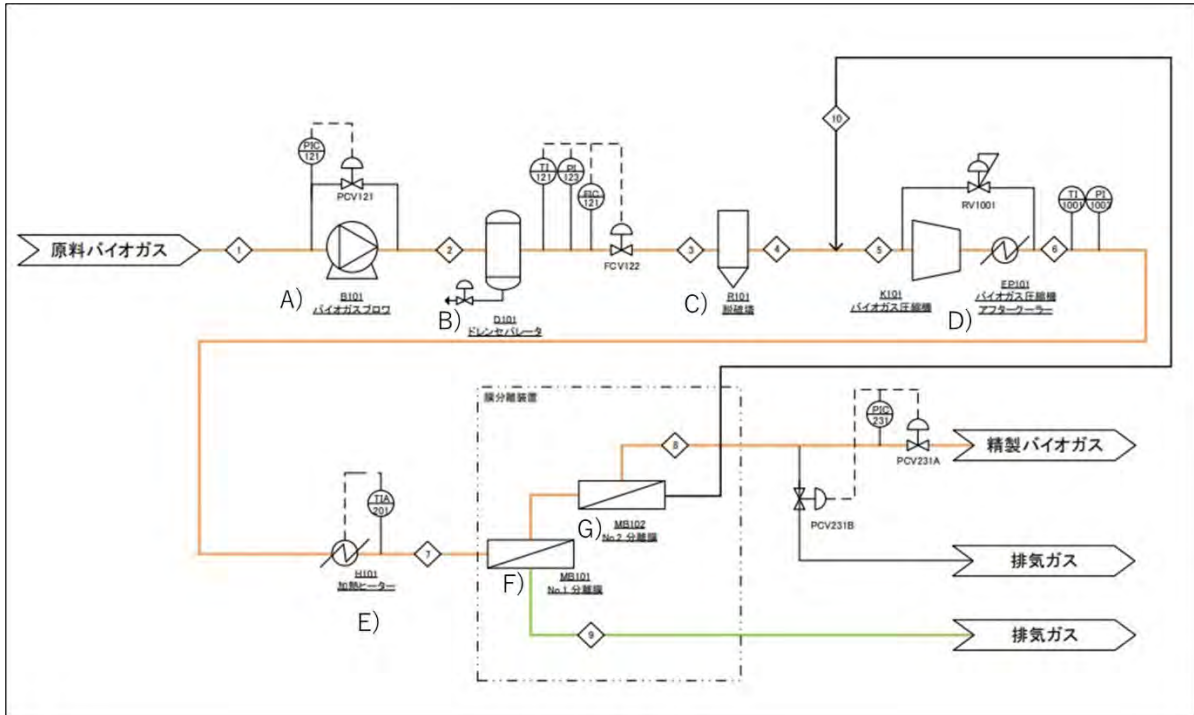 10
PIC
121
PCV121
TI
121
PI
123
FIC
121
FCV122
RV1001
TI
1001
PI
1003
原料バイオガス
1
2
3
4
5
6
A)
B101
バイオガスブロワ
B)
D101
ドレンセパレータ
C)
R101
脱硫塔
K101
バイオガス圧縮機
D)
EP101
バイオガス圧縮機
アフタークーラー
膜分離装置
8
PIC
231
PCV231A
精製バイオガス
TIA
201
7
H101
加熱ヒーター
E)
G)
MB102
No.2 分離膜
PCV231B
F)
MB101
No.1 分離膜
排気ガス
9
排気ガス